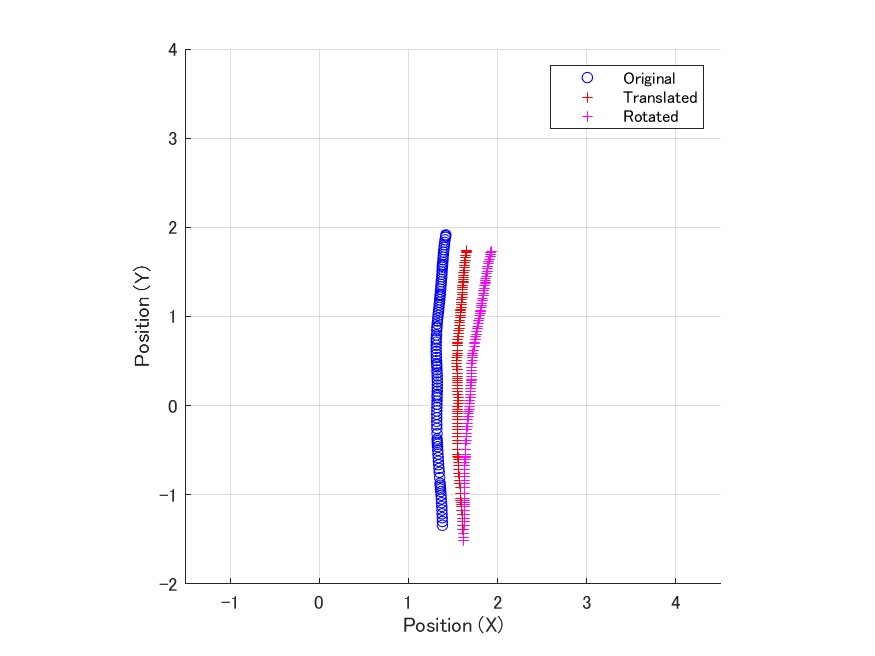 4
3
2
1
0
−1
−2
−1 0 1 2 3 4
Position (X)
Position (Y)
Original
Translated
Rotated